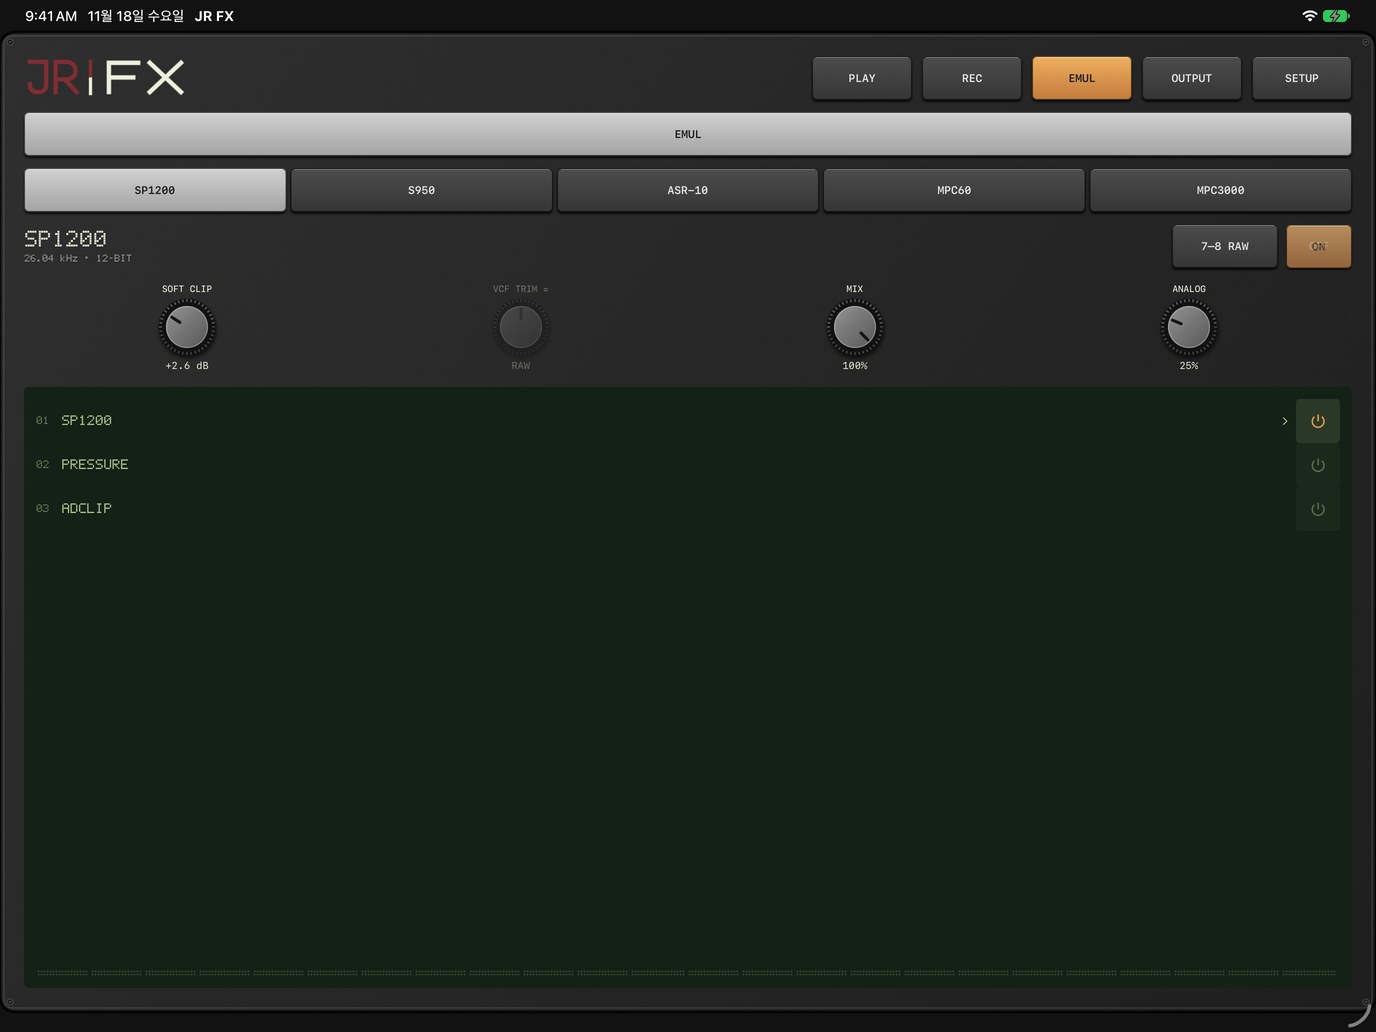 9:41 AM 11월 18일 수요일 JR FX
JR FX
PLAY REC EMUL OUTPUT SETUP
EMUL
SP1200 S950 ASR-10 MPC60 MPC3000
SP1200
26.04 kHz • 12-BIT
7–8 RAW ON
SOFT CLIP VCF TRIM = MIX ANALOG
+2.6 dB RAW 100% 25%
01 SP1200
02 PRESSURE
03 ADCLIP